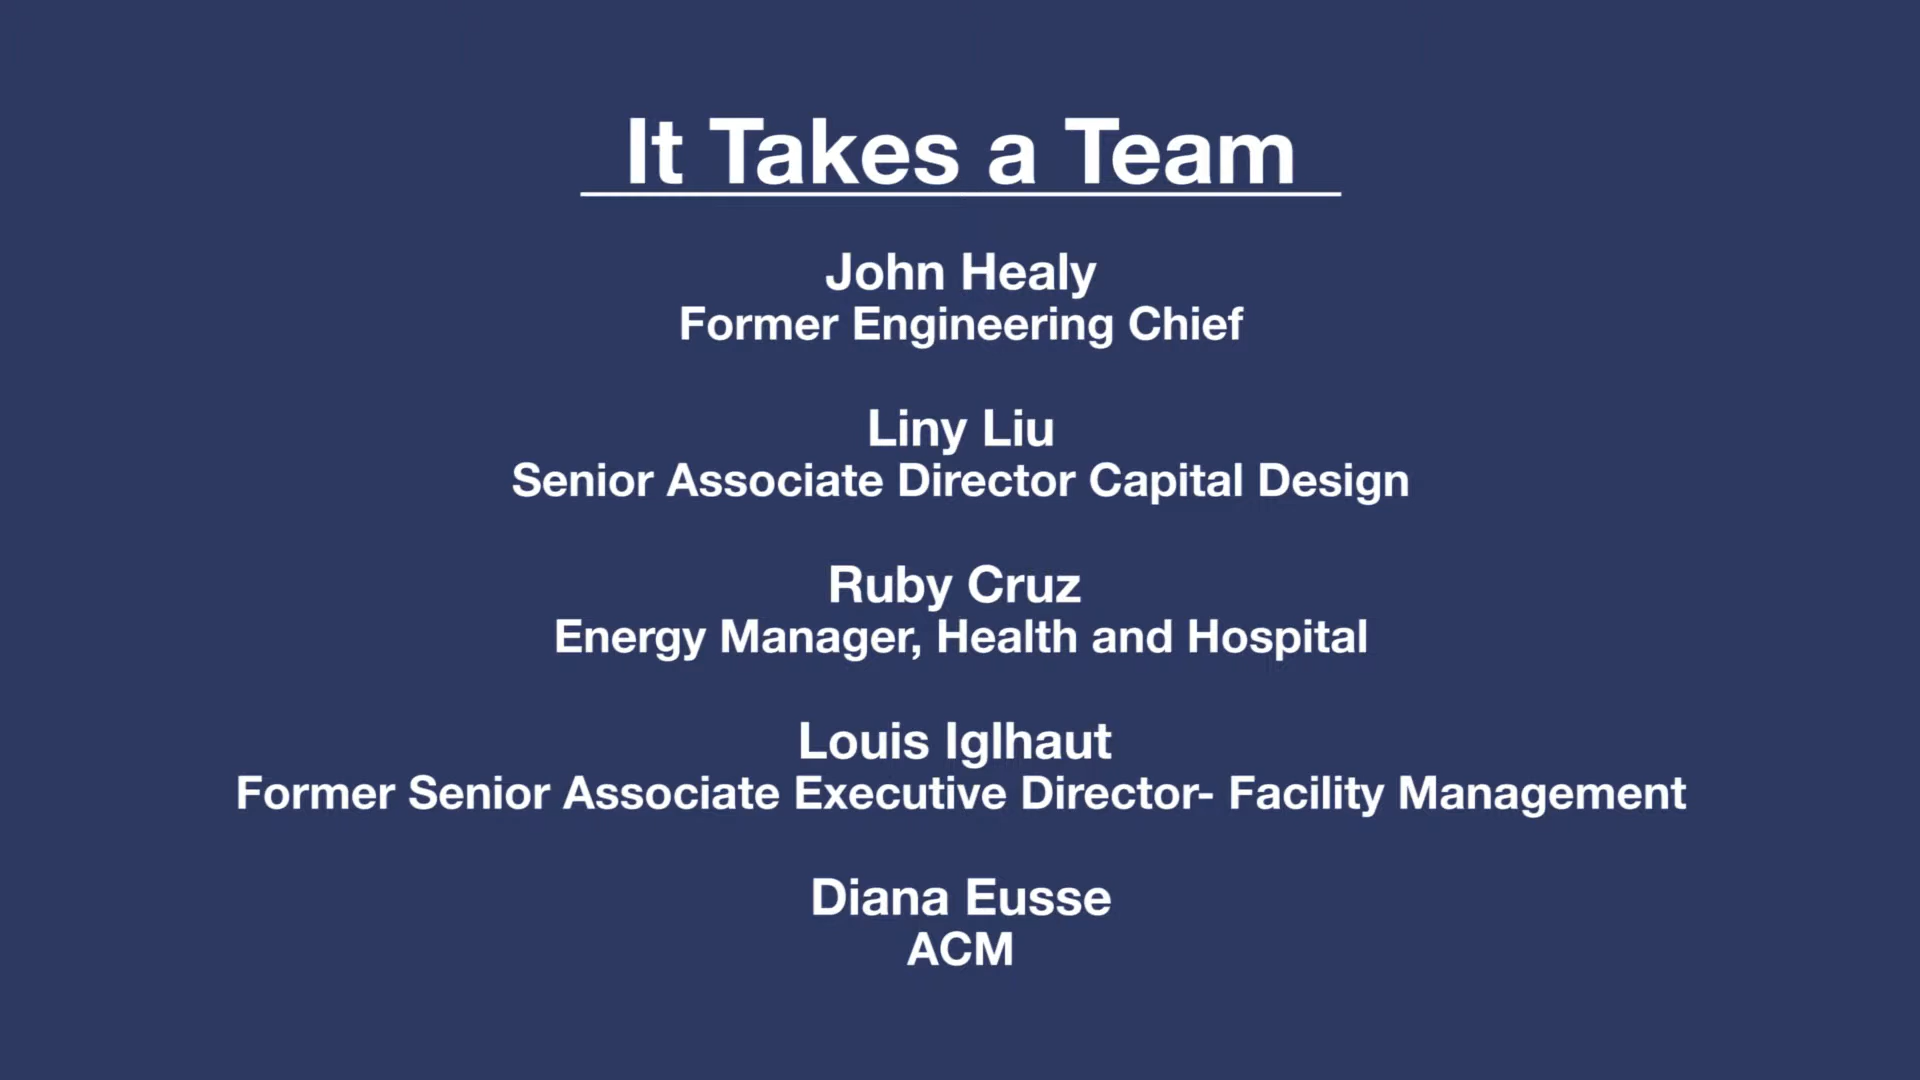 It Takes a Team
John Healy
Former Engineering Chief
Liny Liu
Senior Associate Director Capital Design
Ruby Cruz
Energy Manager, Health and Hospital
Louis Iglhaut
Former Senior Associate Executive Director- Facility Management
Diana Eusse
ACM